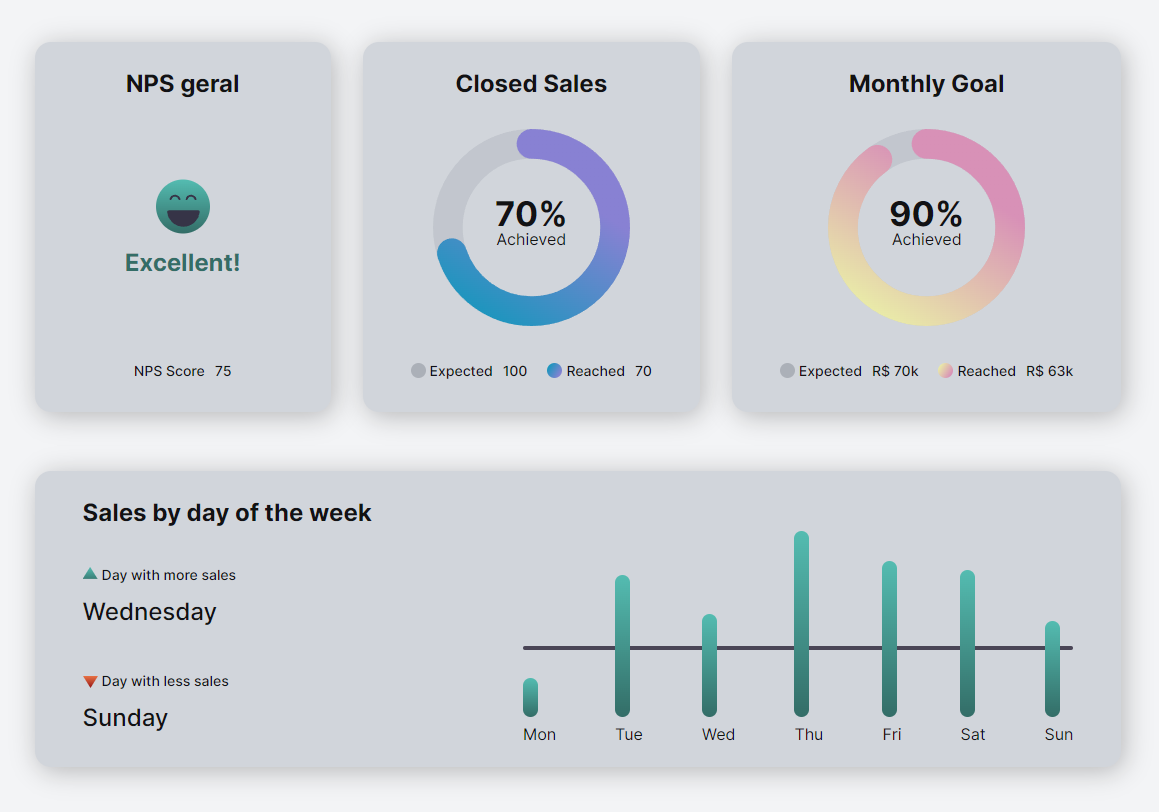 NPS geral
Excellent!
NPS Score 75
Closed Sales
70%
Achieved
Expected 100 Reached 70
Monthly Goal
90%
Achieved
Expected R$ 70k Reached R$ 63k
Sales by day of the week
Day with more sales
Wednesday
Day with less sales
Sunday
Mon Tue Wed Thu Fri Sat Sun